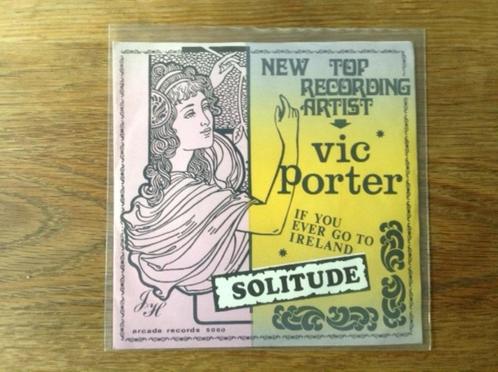 NEW TOP
RECORDING
ARTIST
vic
Porter
IF YOU
EVER GO TO
IRELAND
SOLITUDE
arcade records 5060